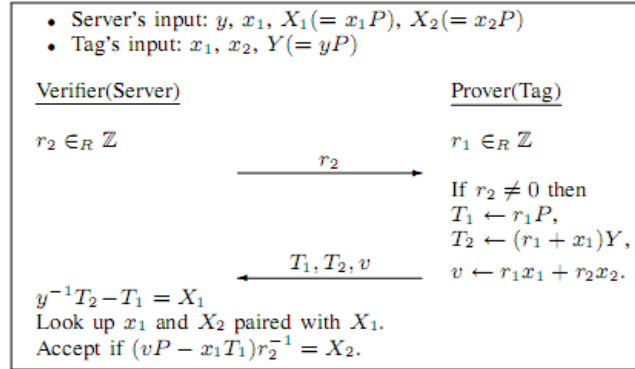 • Server's input: y, x₁, X₁(= x₁P), X₂(= x₂P)
• Tag's input: x₁, x₂, Y(= yP)
Verifier(Server) Prover(Tag)
r₂ ∈_R ℤ r₁ ∈_R ℤ
r₂
If r₂ ≠ 0 then
T₁ ← r₁P,
T₂ ← (r₁ + x₁)Y,
T₁, T₂, v v ← r₁x₁ + r₂x₂.
y⁻¹T₂−T₁ = X₁
Look up x₁ and X₂ paired with X₁.
Accept if (vP − x₁T₁)r₂⁻¹ = X₂.